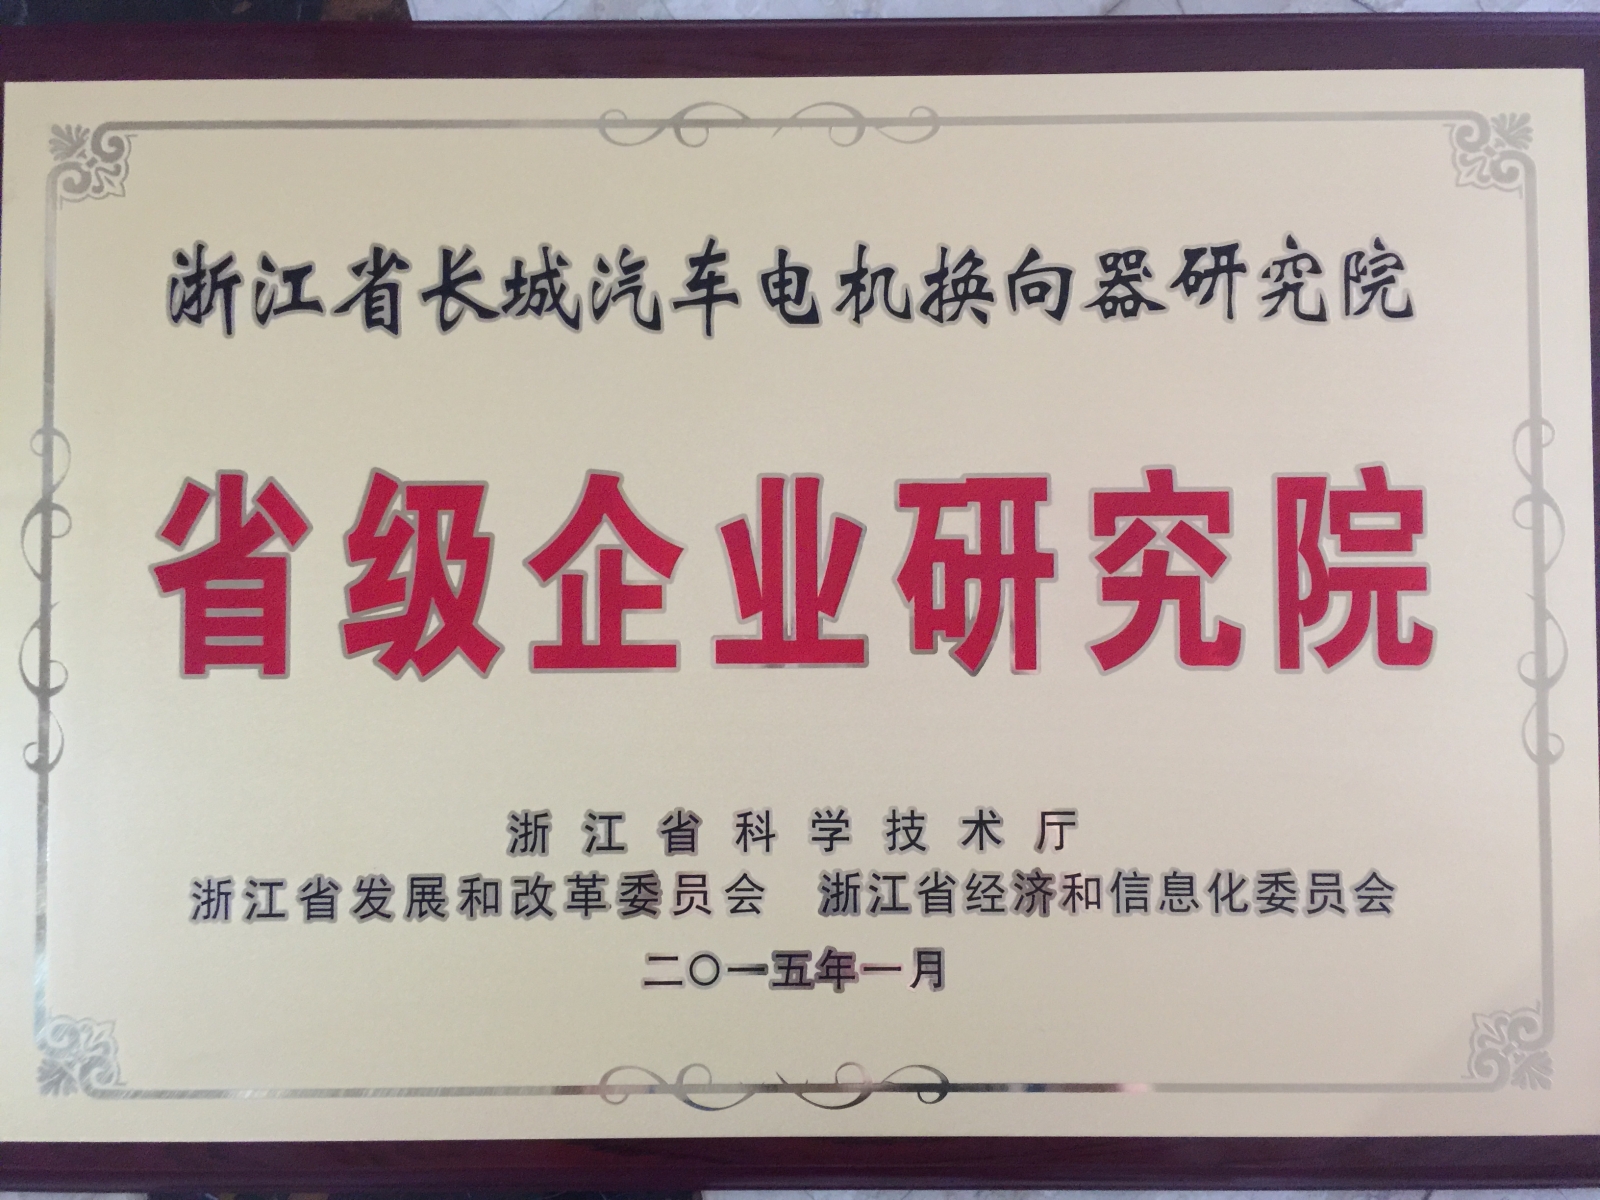 浙江省长城汽车电机换向器研究院
省级企业研究院
浙江省科学技术厅
浙江省发展和改革委员会 浙江省经济和信息化委员会
二〇一五年一月